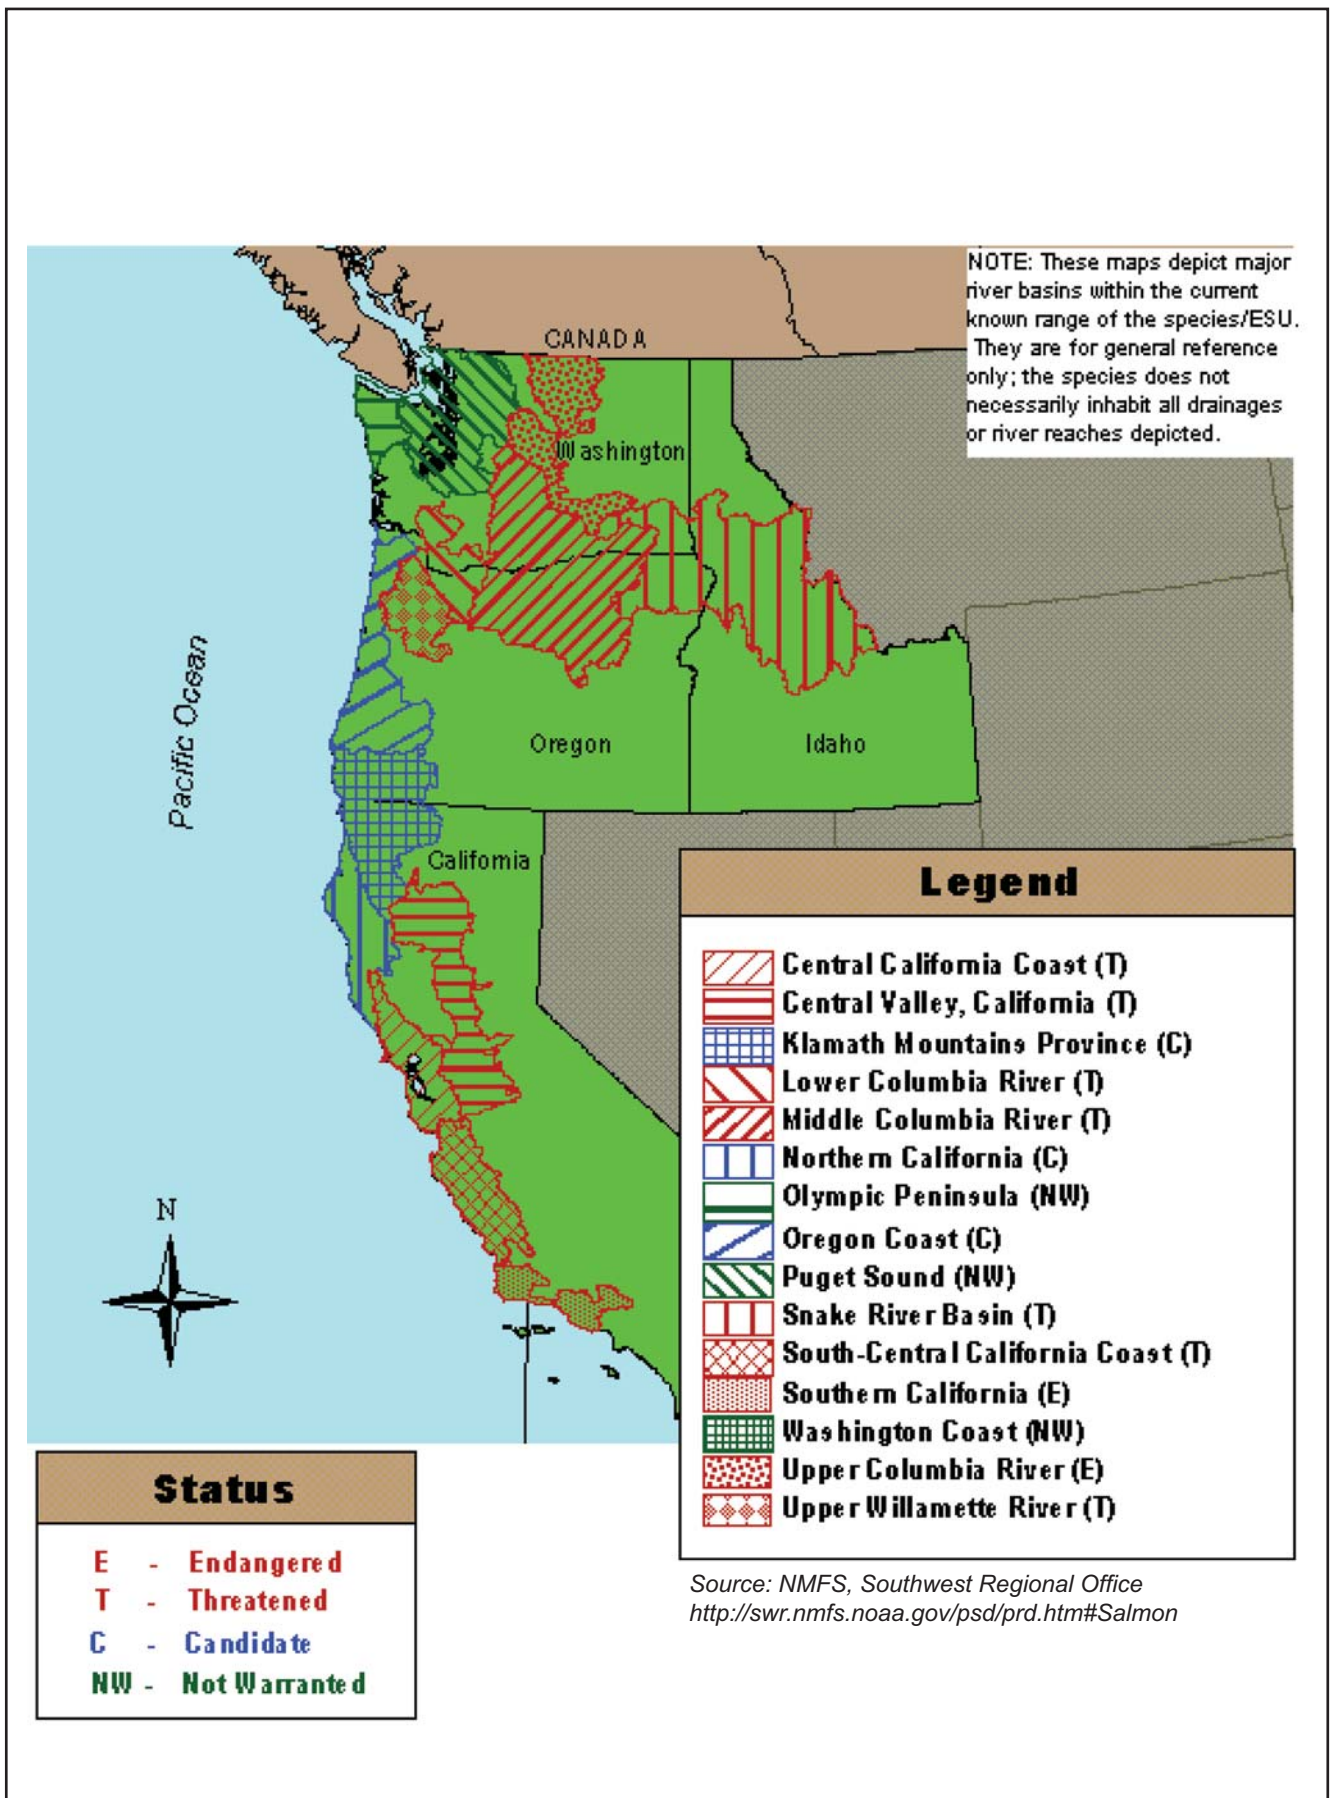 NOTE: These maps depict major
river basins within the current
known range of the species/ESU.
They are for general reference
only; the species does not
necessarily inhabit all drainages
or river reaches depicted.
CANADA
Washington
Pacific Ocean
Oregon
Idaho
California
N
Legend
Central California Coast (T)
Central Valley, California (T)
Klamath Mountains Province (C)
Lower Columbia River (T)
Middle Columbia River (T)
Northern California (C)
Olympic Peninsula (NW)
Oregon Coast (C)
Puget Sound (NW)
Snake River Basin (T)
South-Central California Coast (T)
Southern California (E)
Washington Coast (NW)
Upper Columbia River (E)
Upper Willamette River (T)
Status
E - Endangered
T - Threatened
C - Candidate
NW - Not Warranted
Source: NMFS, Southwest Regional Office
http://swr.nmfs.noaa.gov/psd/prd.htm#Salmon